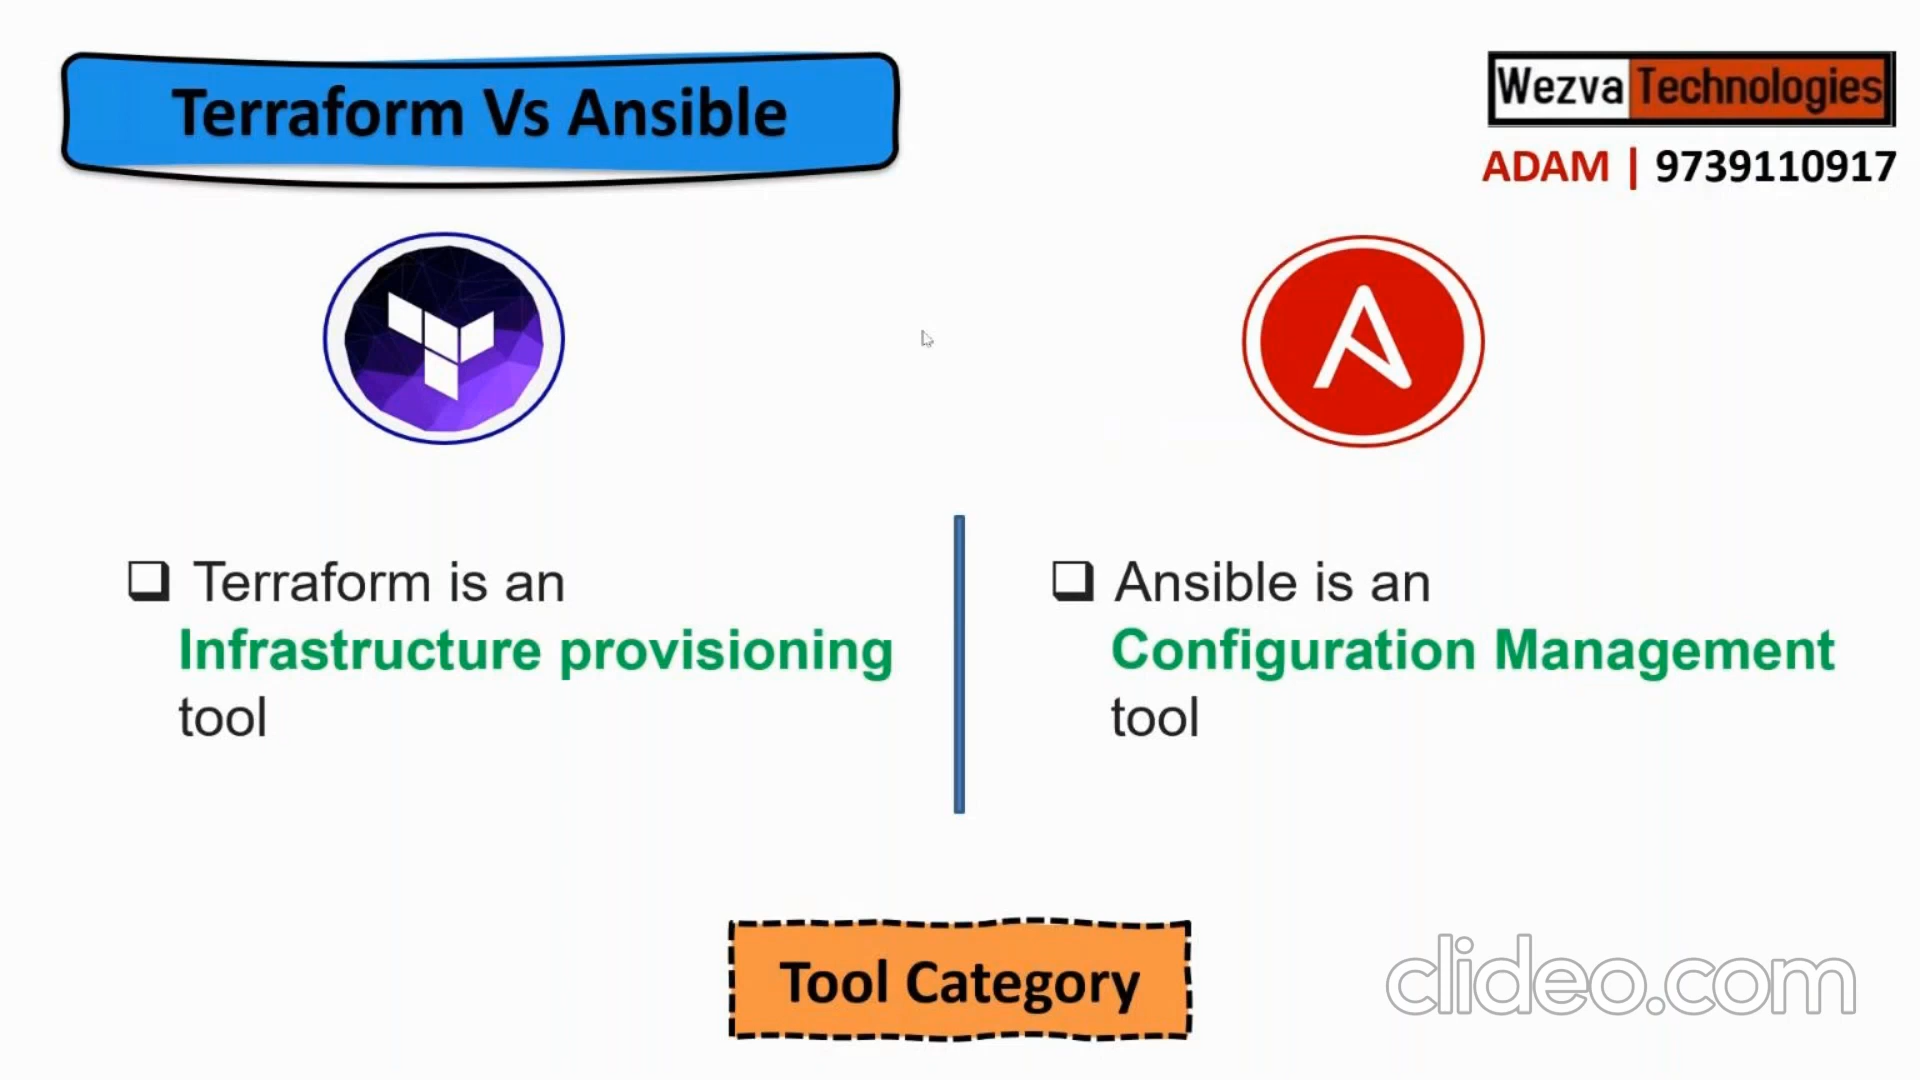 Terraform Vs Ansible
Wezva Technologies
ADAM | 9739110917
Terraform is an
Infrastructure provisioning
tool
Ansible is an
Configuration Management
tool
Tool Category
clideo.com